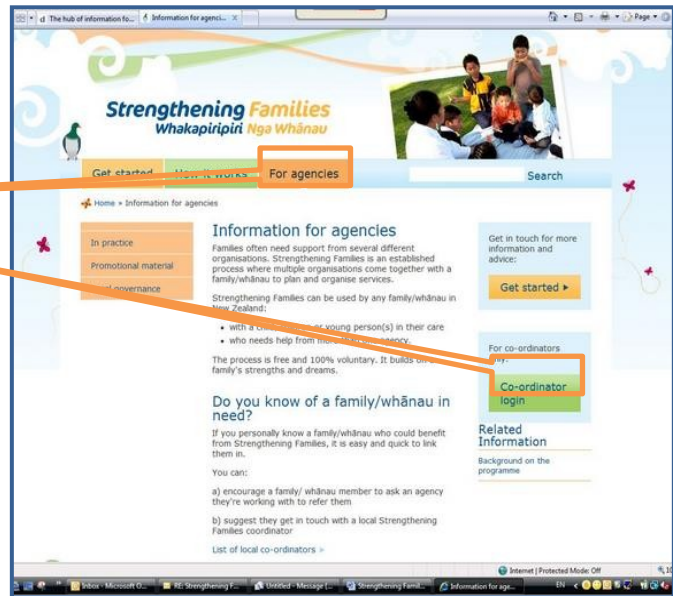 d The hub of information fo...
Information for agenci...
Page
Strengthening Families
Whakapiripiri Nga Whānau
Get started
How it works
For agencies
Search
Home » Information for agencies
In practice
Promotional material
governance
Information for agencies
Families often need support from several different
organisations. Strengthening Families is an established
process where multiple organisations come together with a
family/whānau to plan and organise services.
Strengthening Families can be used by any family/whānau in
New Zealand:
• with a or young person(s) in their care
• who needs help from agency.
The process is free and 100% voluntary. It builds on
family's strengths and dreams.
Do you know of a family/whānau in
need?
If you personally know a family/whānau who could benefit
from Strengthening Families, it is easy and quick to link
them in.
You can:
a) encourage a family/ whānau member to ask an agency
they're working with to refer them
b) suggest they get in touch with a local Strengthening
Families coordinator
List of local co-ordinators »
Get in touch for more
information and
advice:
Get started ►
For co-ordinators
only:
Co-ordinator
login
Related
Information
Background on the
programme
Internet | Protected Mode: Off
Inbox - Microsoft O...
RE: Strengthening F...
Untitled - Message (...
Strengthening Famil...
Information for age...
EN